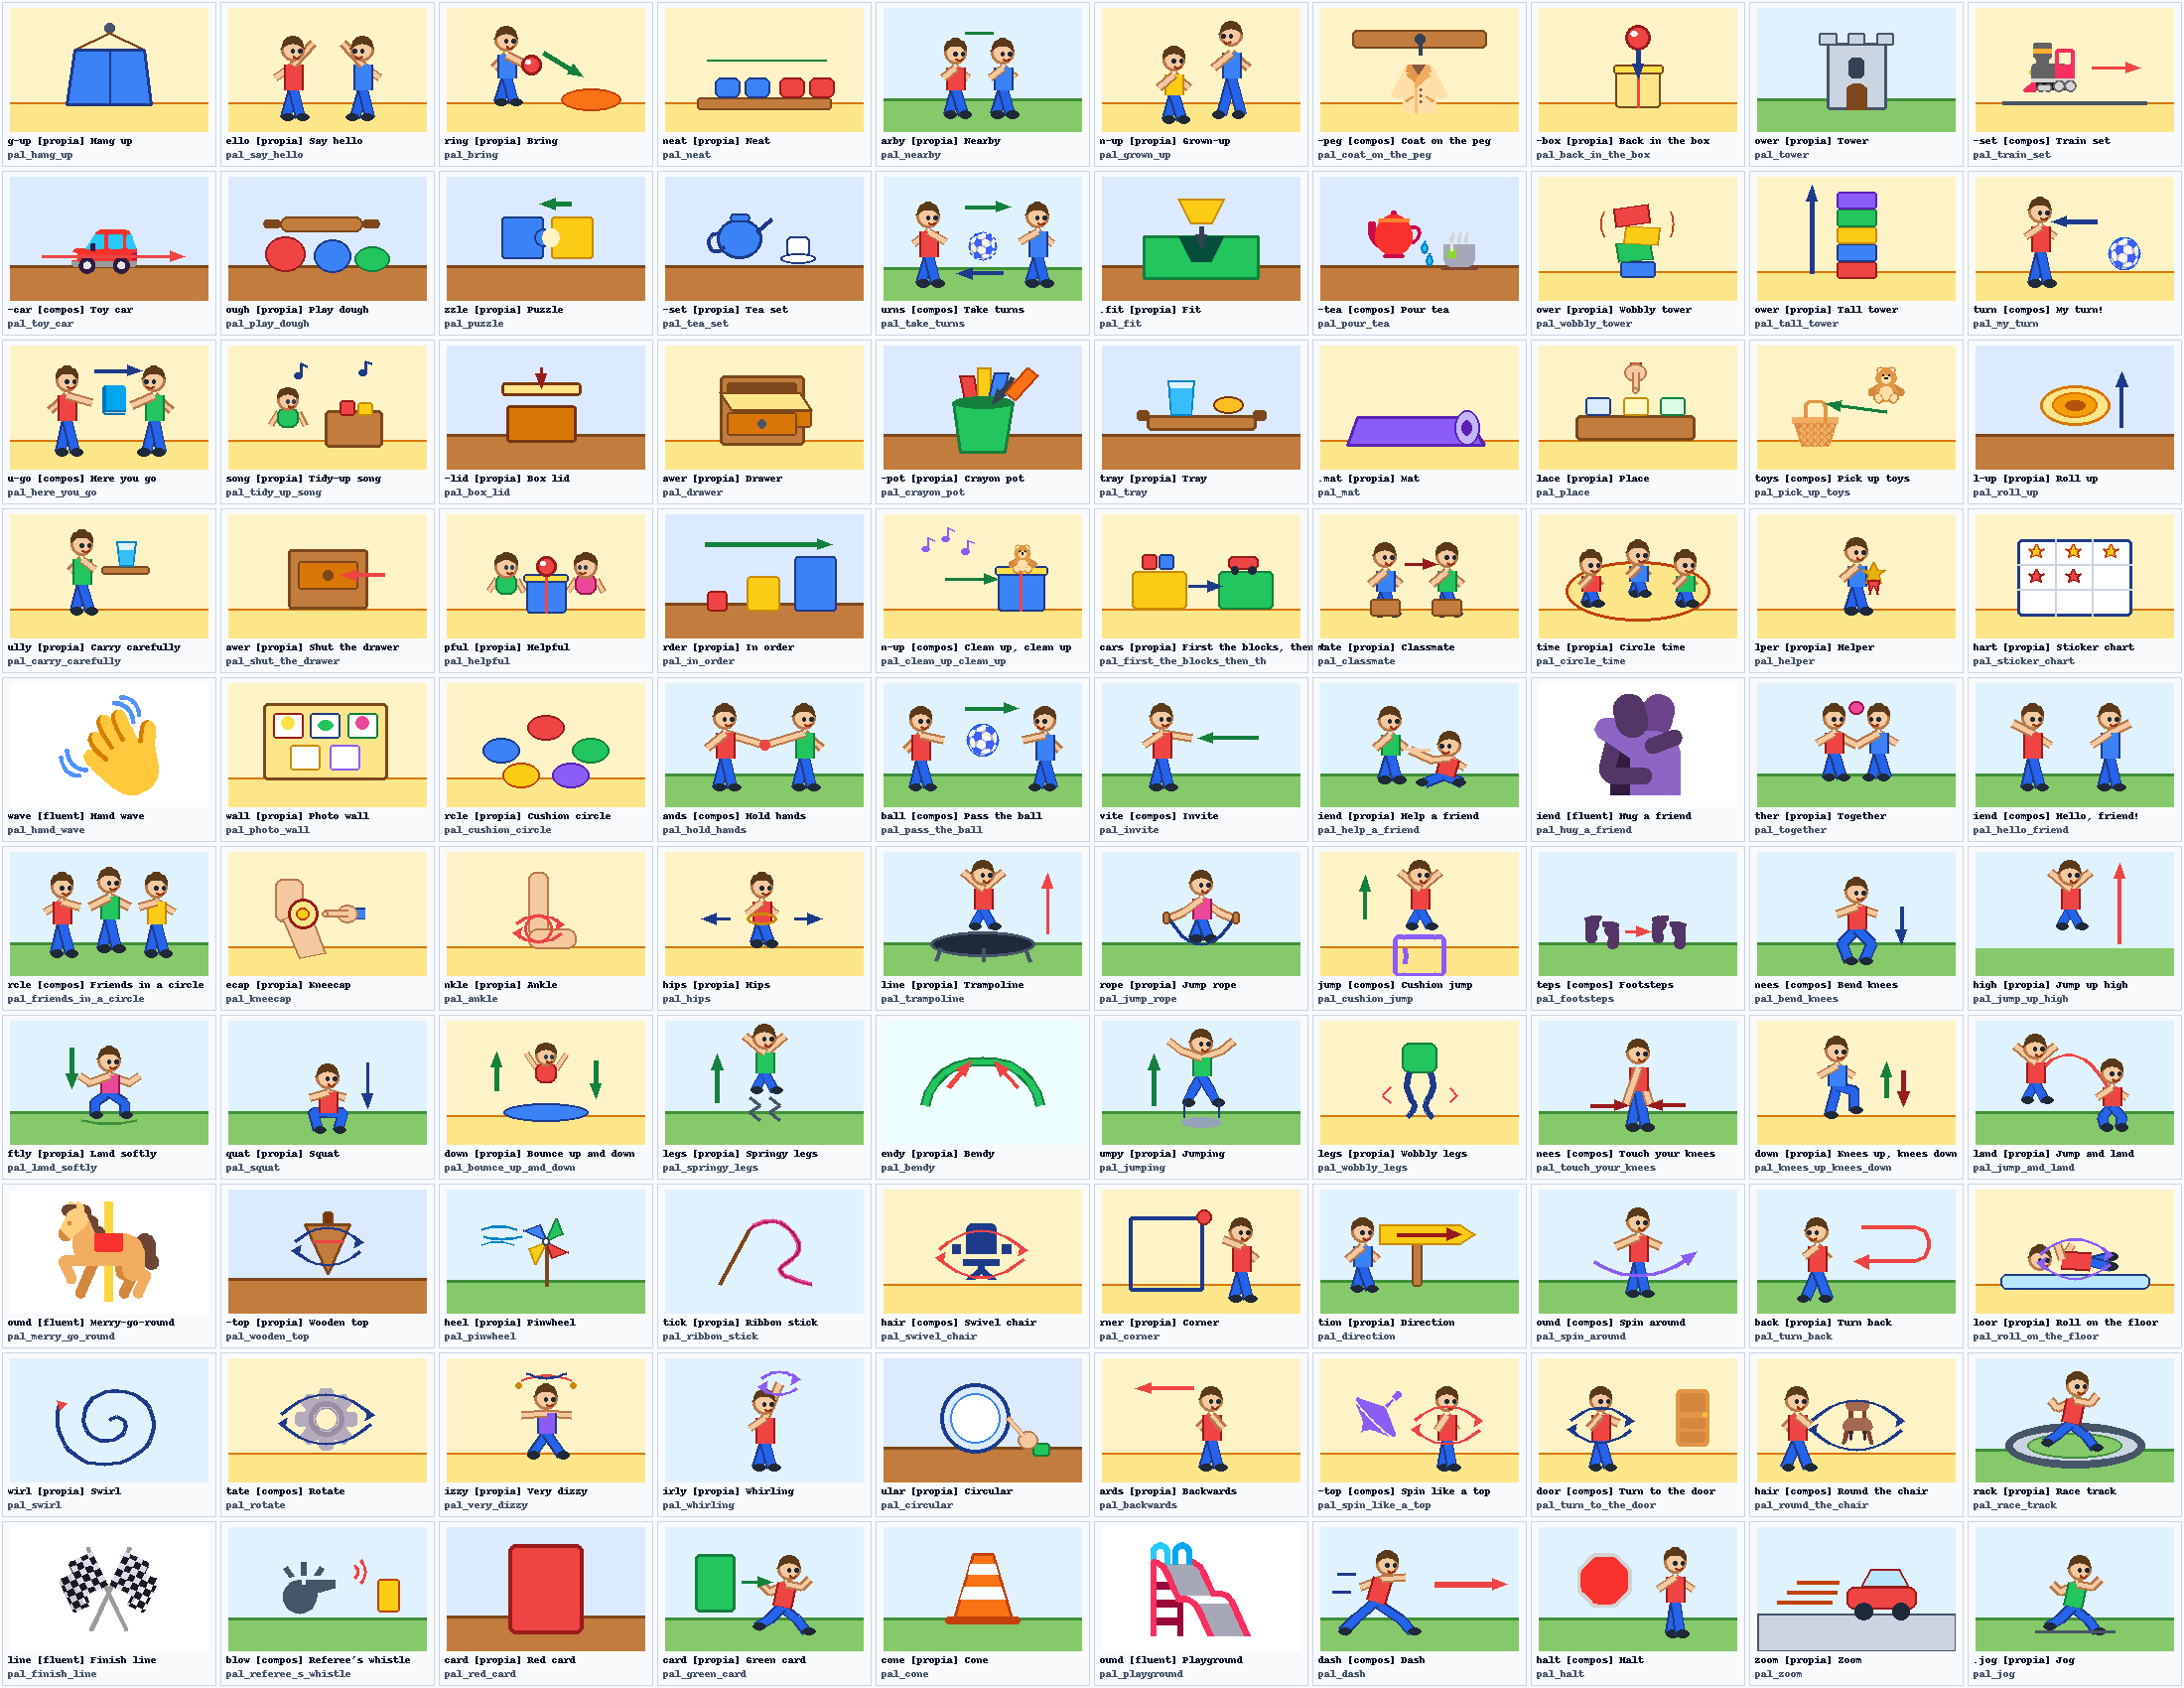 g-up [propia] Hang up
pal_hang_up
ello [propia] Say hello
pal_say_hello
ring [propia] Bring
pal_bring
neat [propia] Neat
pal_neat
arby [propia] Nearby
pal_nearby
n-up [propia] Grown-up
pal_grown_up
-peg [compos] Coat on the peg
pal_coat_on_the_peg
-box [propia] Back in the box
pal_back_in_the_box
ower [propia] Tower
pal_tower
-set [compos] Train set
pal_train_set
-car [compos] Toy car
pal_toy_car
ough [propia] Play dough
pal_play_dough
zzle [propia] Puzzle
pal_puzzle
-set [propia] Tea set
pal_tea_set
urns [compos] Take turns
pal_take_turns
.fit [propia] Fit
pal_fit
-tea [compos] Pour tea
pal_pour_tea
ower [propia] Wobbly tower
pal_wobbly_tower
ower [propia] Tall tower
pal_tall_tower
turn [compos] My turn!
pal_my_turn
u-go [compos] Here you go
pal_here_you_go
song [propia] Tidy-up song
pal_tidy_up_song
-lid [propia] Box lid
pal_box_lid
awer [propia] Drawer
pal_drawer
-pot [propia] Crayon pot
pal_crayon_pot
tray [propia] Tray
pal_tray
.mat [propia] Mat
pal_mat
lace [propia] Place
pal_place
toys [compos] Pick up toys
pal_pick_up_toys
l-up [propia] Roll up
pal_roll_up
ully [propia] Carry carefully
pal_carry_carefully
awer [propia] Shut the drawer
pal_shut_the_drawer
pful [propia] Helpful
pal_helpful
rder [propia] In order
pal_in_order
n-up [compos] Clean up, clean up
pal_clean_up_clean_up
cars [propia] First the blocks, then
pal_first_the_blocks_then_th
mate [propia] Classmate
pal_classmate
time [propia] Circle time
pal_circle_time
lper [propia] Helper
pal_helper
hart [propia] Sticker chart
pal_sticker_chart
wave [fluent] Hand wave
pal_hand_wave
wall [propia] Photo wall
pal_photo_wall
rcle [propia] Cushion circle
pal_cushion_circle
ands [compos] Hold hands
pal_hold_hands
ball [compos] Pass the ball
pal_pass_the_ball
vite [compos] Invite
pal_invite
iend [propia] Help a friend
pal_help_a_friend
iend [fluent] Hug a friend
pal_hug_a_friend
ther [propia] Together
pal_together
iend [compos] Hello, friend!
pal_hello_friend
rcle [compos] Friends in a circle
pal_friends_in_a_circle
ecap [propia] Kneecap
pal_kneecap
nkle [propia] Ankle
pal_ankle
hips [propia] Hips
pal_hips
line [propia] Trampoline
pal_trampoline
rope [propia] Jump rope
pal_jump_rope
jump [compos] Cushion jump
pal_cushion_jump
teps [compos] Footsteps
pal_footsteps
nees [compos] Bend knees
pal_bend_knees
high [propia] Jump up high
pal_jump_up_high
ftly [propia] Land softly
pal_land_softly
quat [propia] Squat
pal_squat
down [propia] Bounce up and down
pal_bounce_up_and_down
legs [propia] Springy legs
pal_springy_legs
endy [propia] Bendy
pal_bendy
umpy [propia] Jumping
pal_jumping
legs [propia] Wobbly legs
pal_wobbly_legs
nees [compos] Touch your knees
pal_touch_your_knees
down [propia] Knees up, knees down
pal_knees_up_knees_down
land [propia] Jump and land
pal_jump_and_land
ound [fluent] Merry-go-round
pal_merry_go_round
-top [propia] Wooden top
pal_wooden_top
heel [propia] Pinwheel
pal_pinwheel
tick [propia] Ribbon stick
pal_ribbon_stick
hair [compos] Swivel chair
pal_swivel_chair
rner [propia] Corner
pal_corner
tion [propia] Direction
pal_direction
ound [compos] Spin around
pal_spin_around
back [propia] Turn back
pal_turn_back
loor [propia] Roll on the floor
pal_roll_on_the_floor
wirl [propia] Swirl
pal_swirl
tate [compos] Rotate
pal_rotate
izzy [propia] Very dizzy
pal_very_dizzy
irly [propia] Whirling
pal_whirling
ular [propia] Circular
pal_circular
ards [propia] Backwards
pal_backwards
-top [compos] Spin like a top
pal_spin_like_a_top
door [compos] Turn to the door
pal_turn_to_the_door
hair [compos] Round the chair
pal_round_the_chair
rack [propia] Race track
pal_race_track
line [fluent] Finish line
pal_finish_line
blow [compos] Referee's whistle
pal_referee_s_whistle
card [propia] Red card
pal_red_card
card [propia] Green card
pal_green_card
cone [propia] Cone
pal_cone
ound [fluent] Playground
pal_playground
dash [compos] Dash
pal_dash
halt [compos] Halt
pal_halt
zoom [propia] Zoom
pal_zoom
.jog [propia] Jog
pal_jog